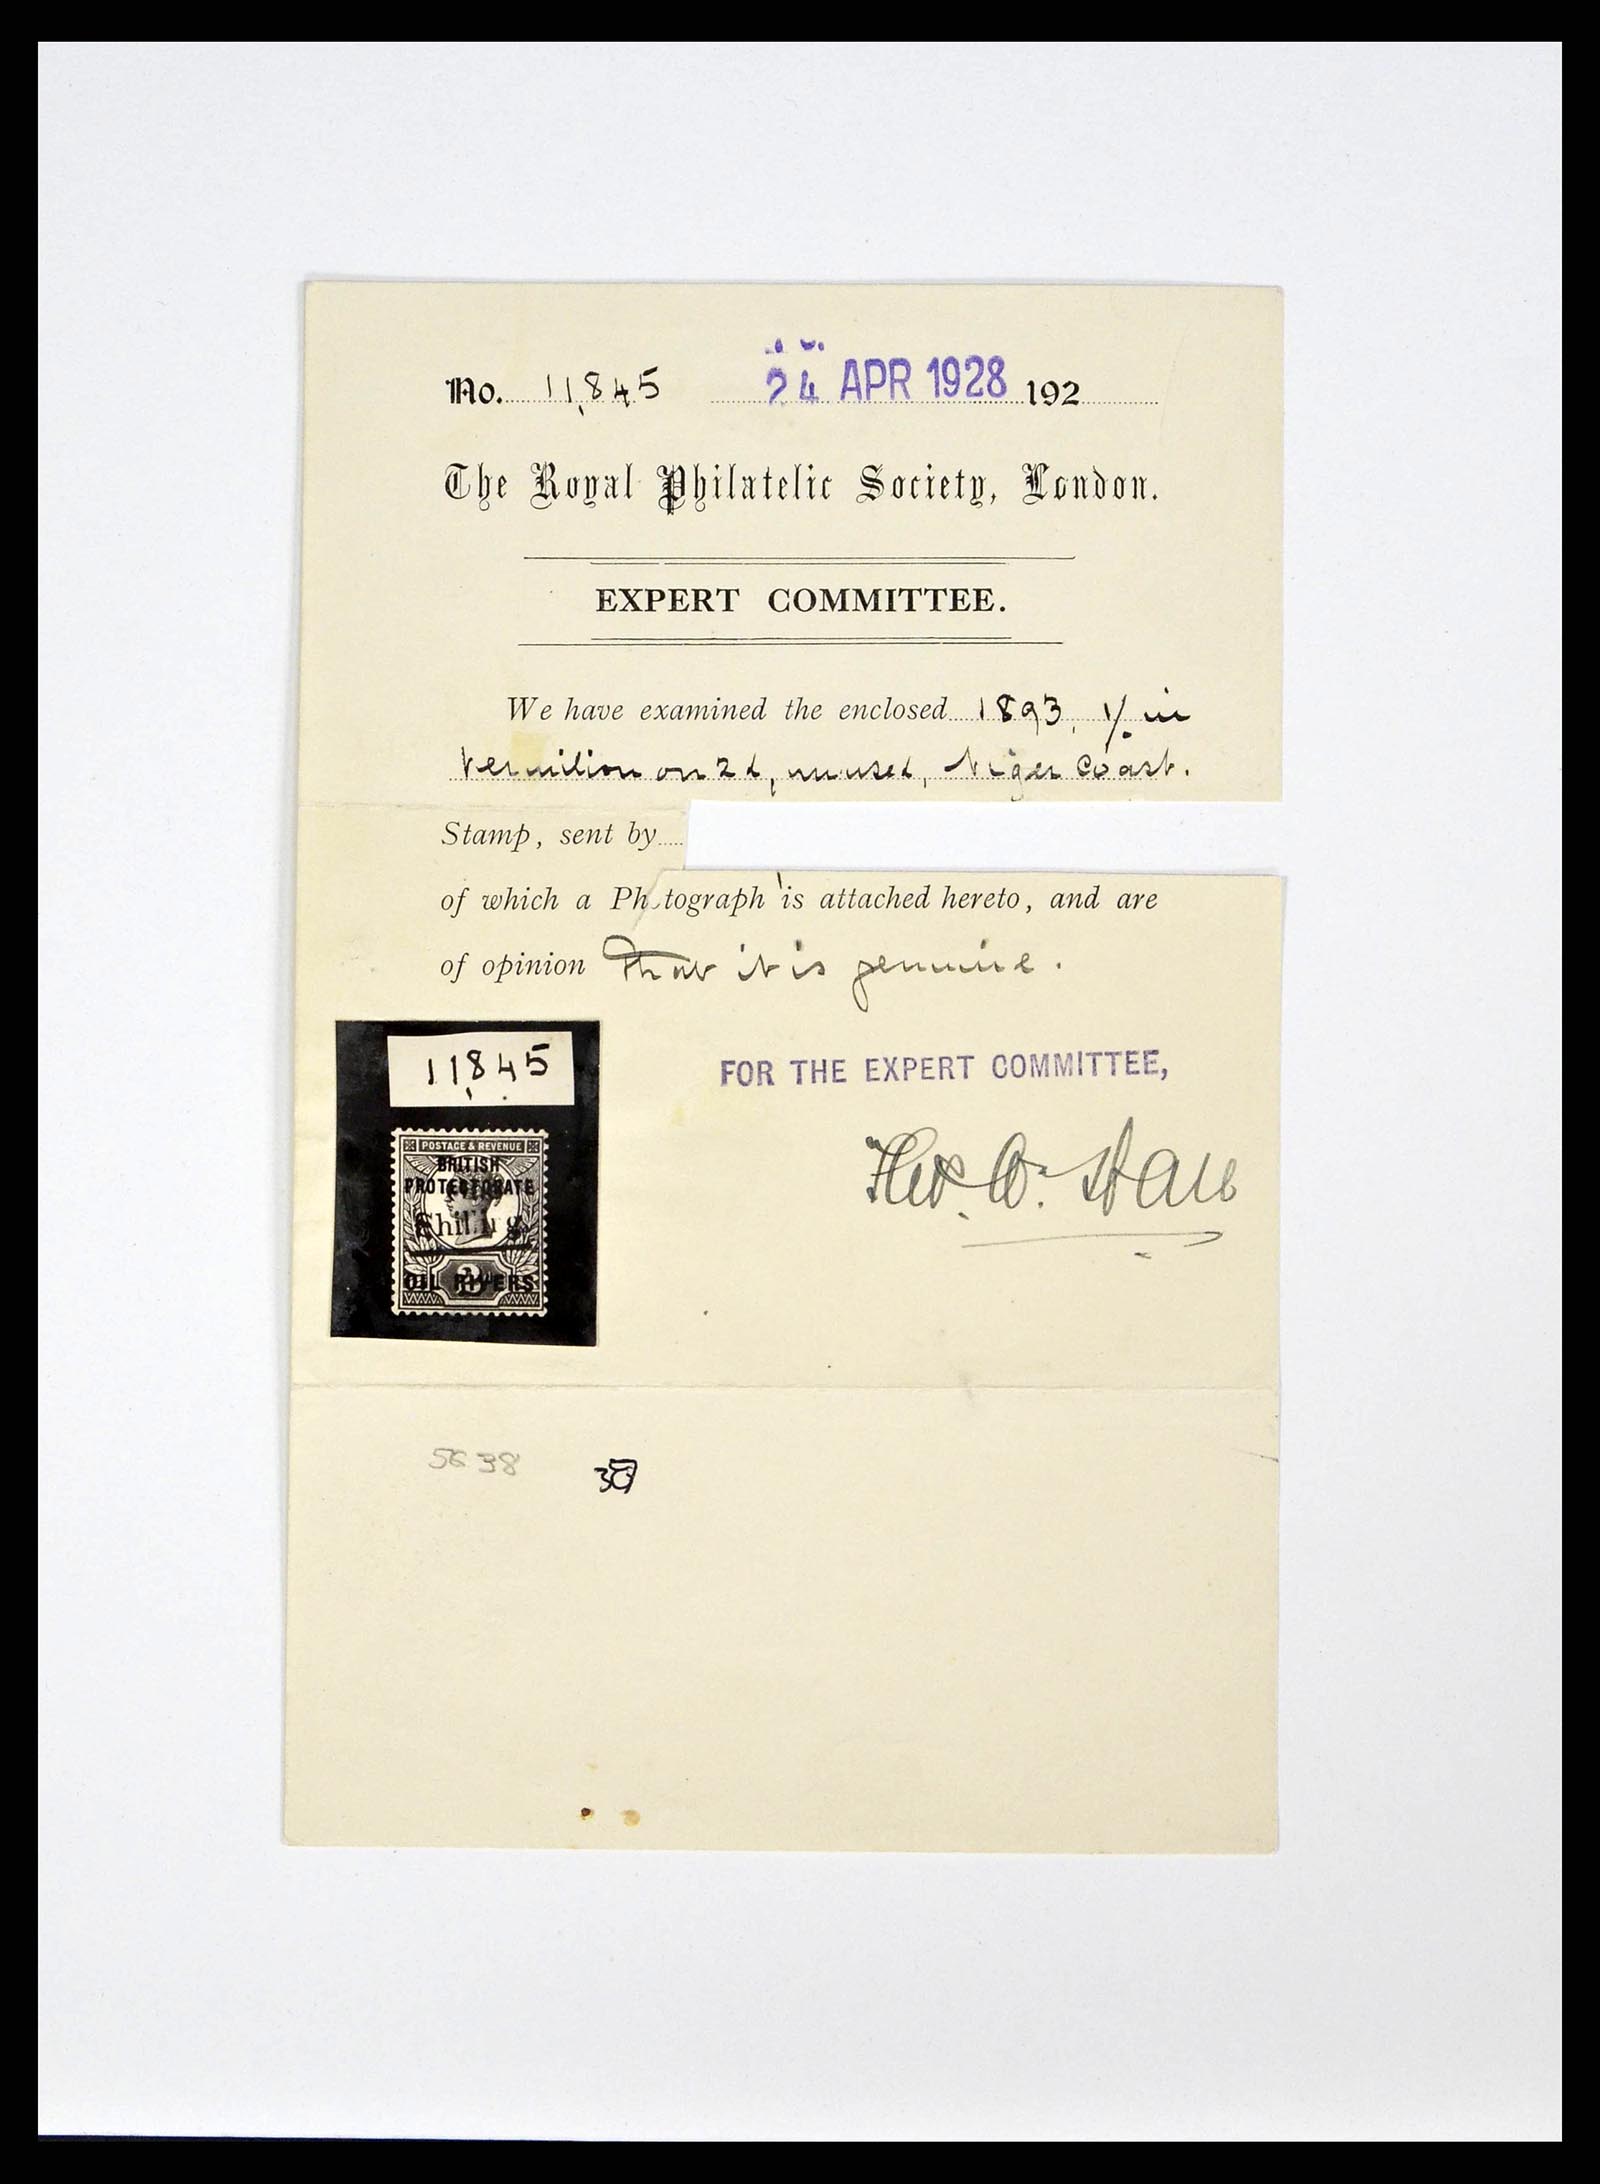 No. 11,845 24 APR 1928 192
The Royal Philatelic Society, London.
EXPERT COMMITTEE.
We have examined the enclosed 1893, 1/. in
Vermilion on 2d, unused, Niger Coast.
Stamp, sent by
of which a Photograph is attached hereto, and are
of opinion that it is genuine.
11,845
FOR THE EXPERT COMMITTEE,
POSTAGE & REVENUE
BRITISH
PROTECTORATE
Shilling
OIL RIVERS
SG 38